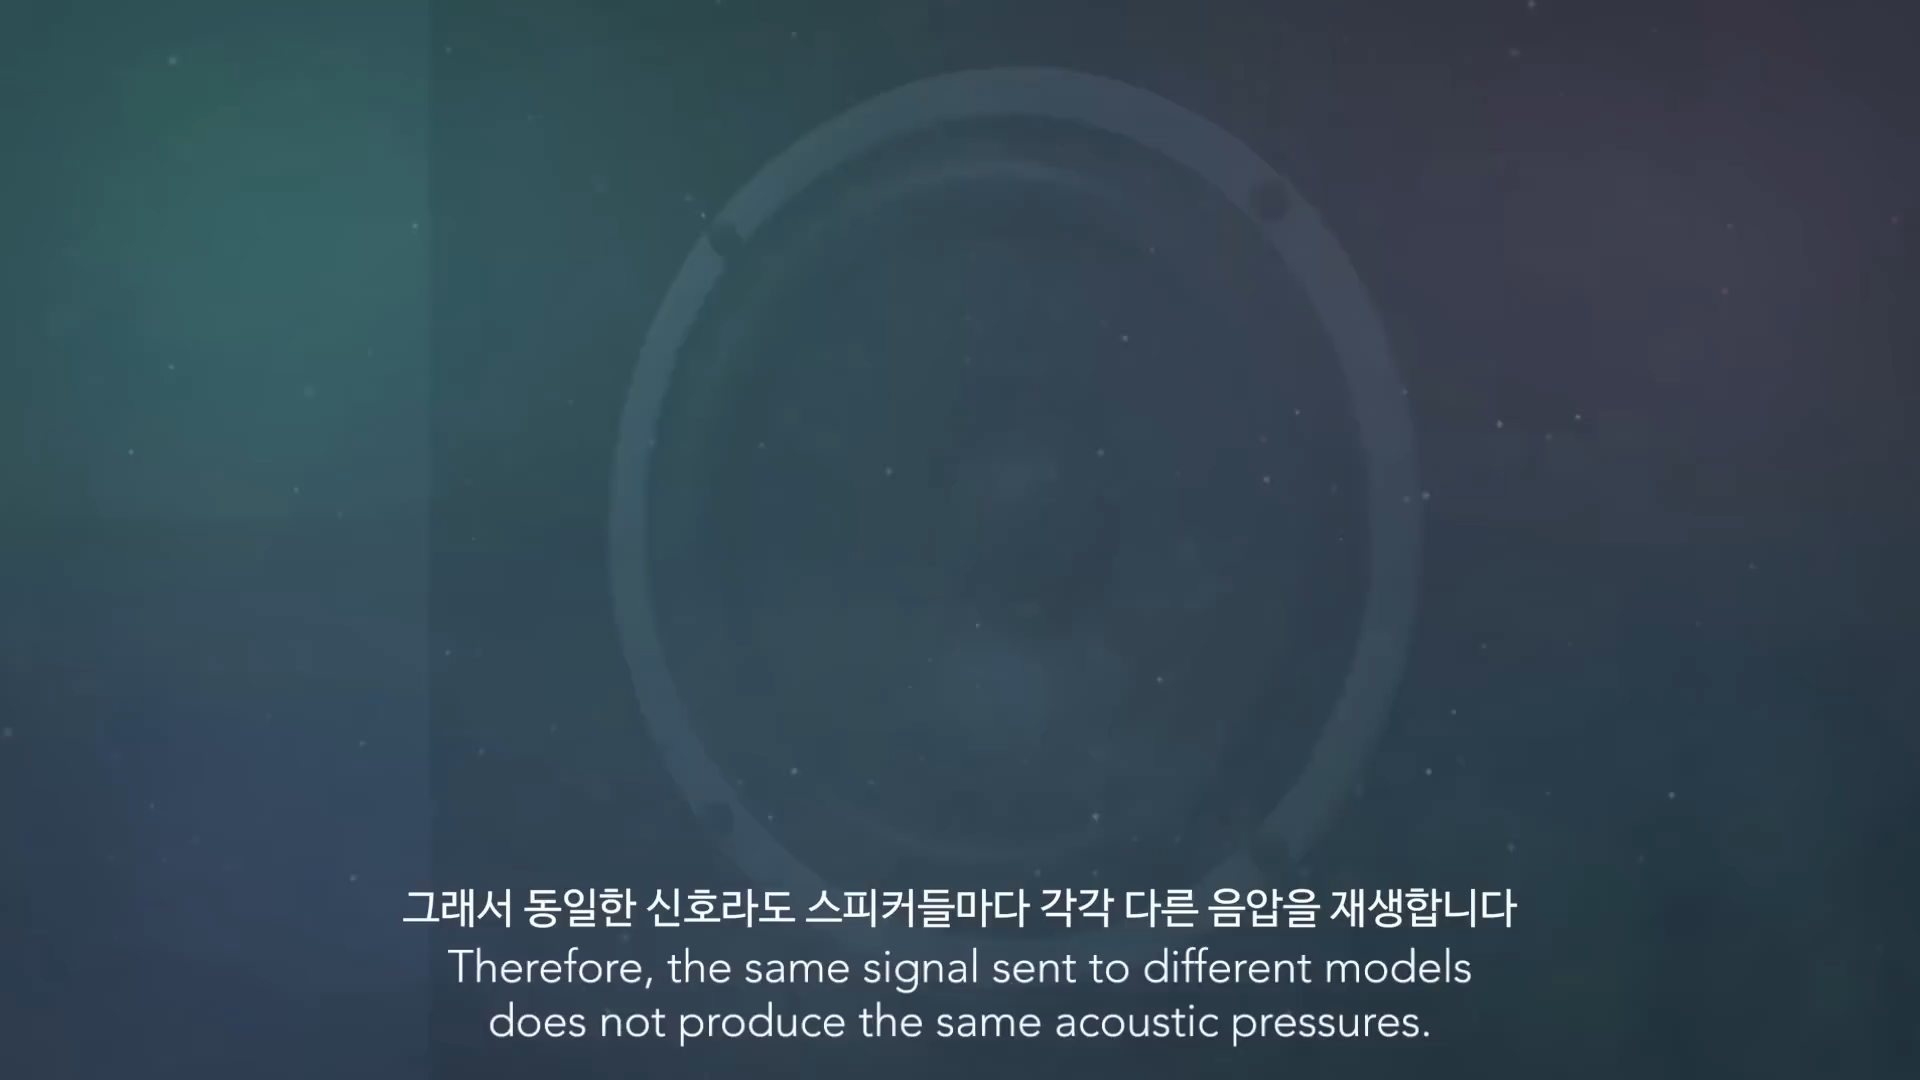 그래서 동일한 신호라도 스피커들마다 각각 다른 음압을 재생합니다
Therefore, the same signal sent to different models
does not produce the same acoustic pressures.